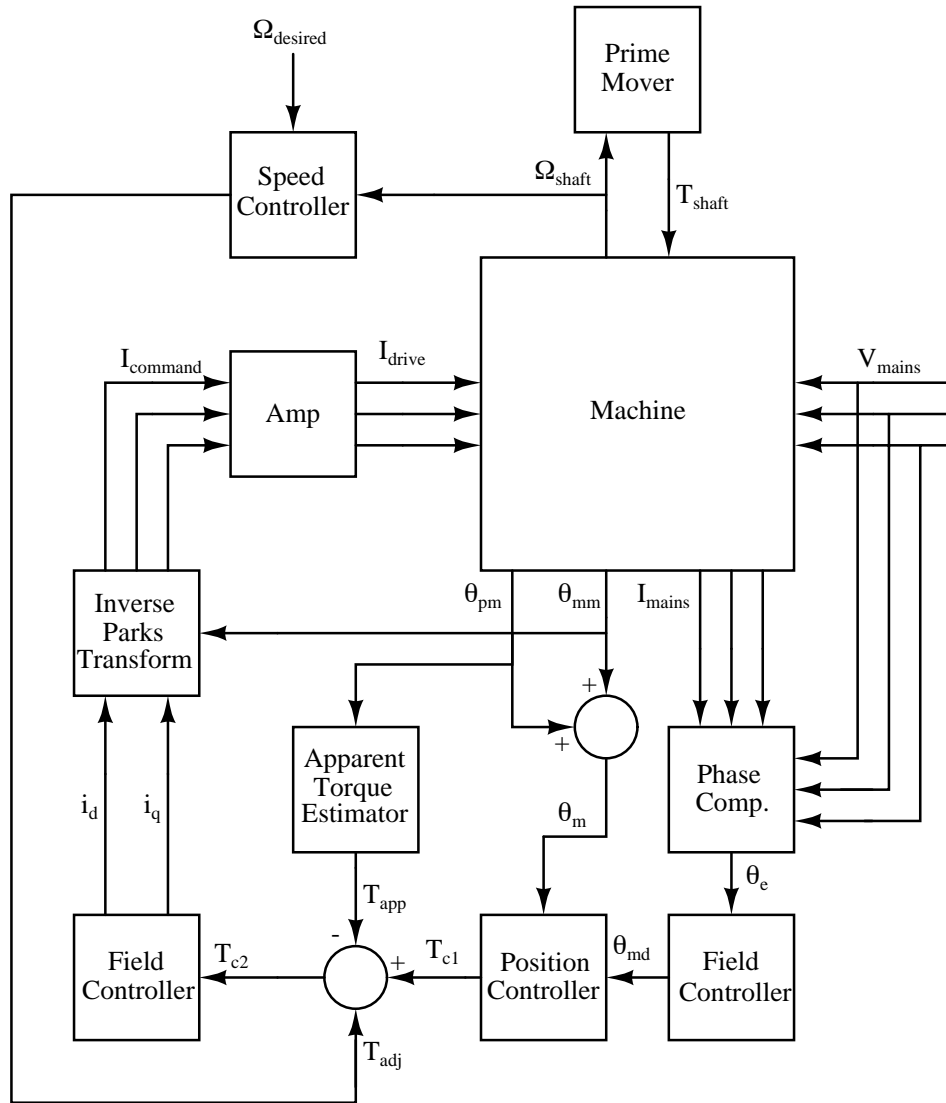 Ω_desired
Prime
Mover
Speed
Controller
Ω_shaft
T_shaft
I_command
I_drive
V_mains
Amp
Machine
θ_pm
θ_mm
I_mains
Inverse
Parks
Transform
+
+
Apparent
Torque
Estimator
Phase
Comp.
i_d
i_q
θ_m
θ_e
T_app
-
Field
Controller
T_c2
+
T_c1
Position
Controller
θ_md
Field
Controller
T_adj